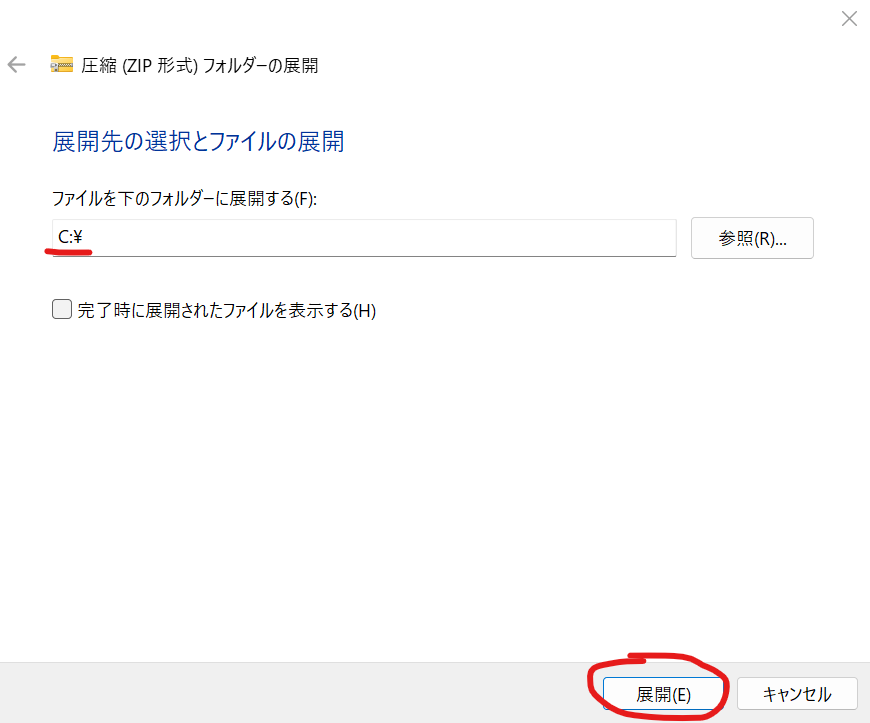 圧縮 (ZIP 形式) フォルダーの展開
展開先の選択とファイルの展開
ファイルを下のフォルダーに展開する(F):
C:¥
参照(R)...
完了時に展開されたファイルを表示する(H)
展開(E)
キャンセル